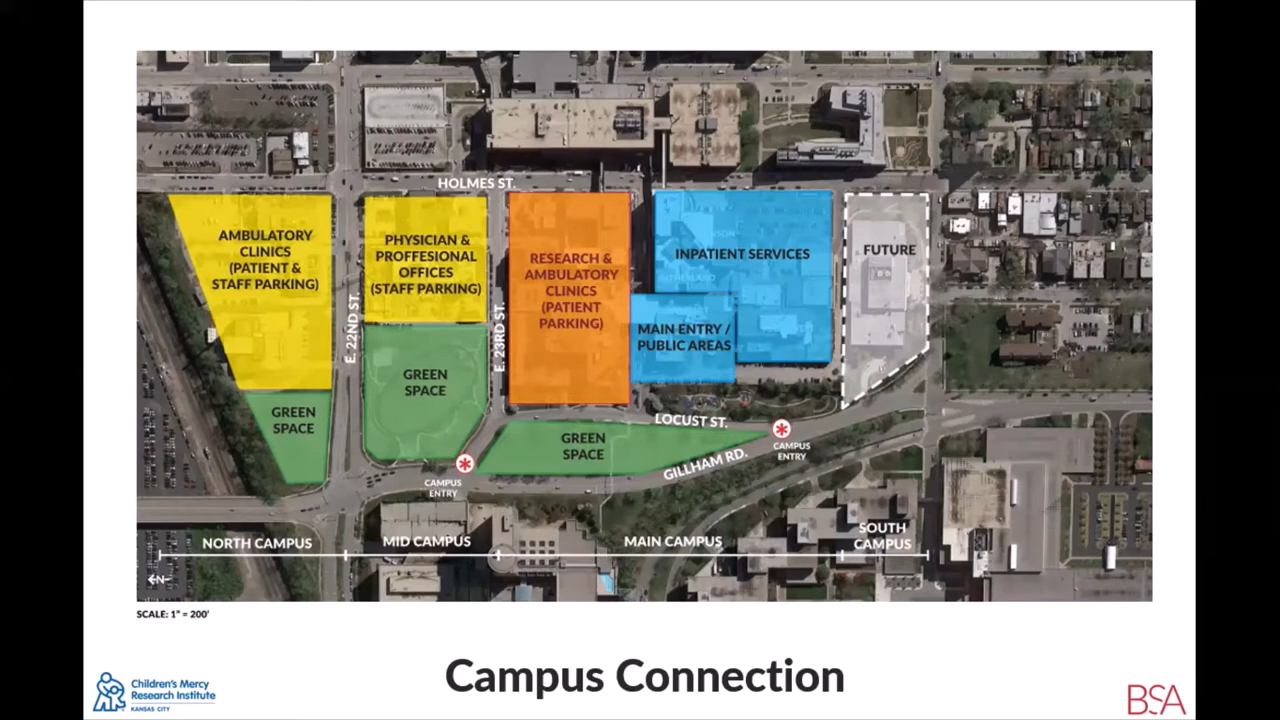 HOLMES ST.
AMBULATORY
CLINICS
(PATIENT &
STAFF PARKING)
PHYSICIAN &
PROFFESIONAL
OFFICES
(STAFF PARKING)
RESEARCH &
AMBULATORY
CLINICS
(PATIENT
PARKING)
INPATIENT SERVICES
FUTURE
MAIN ENTRY /
PUBLIC AREAS
E. 22ND ST.
E. 23RD ST.
GREEN
SPACE
GREEN
SPACE
GREEN
SPACE
LOCUST ST.
GILLHAM RD.
CAMPUS
ENTRY
CAMPUS
ENTRY
NORTH CAMPUS
MID CAMPUS
MAIN CAMPUS
SOUTH
CAMPUS
N
SCALE: 1" = 200'
Campus Connection
Children's Mercy
Research Institute
KANSAS CITY
BSA